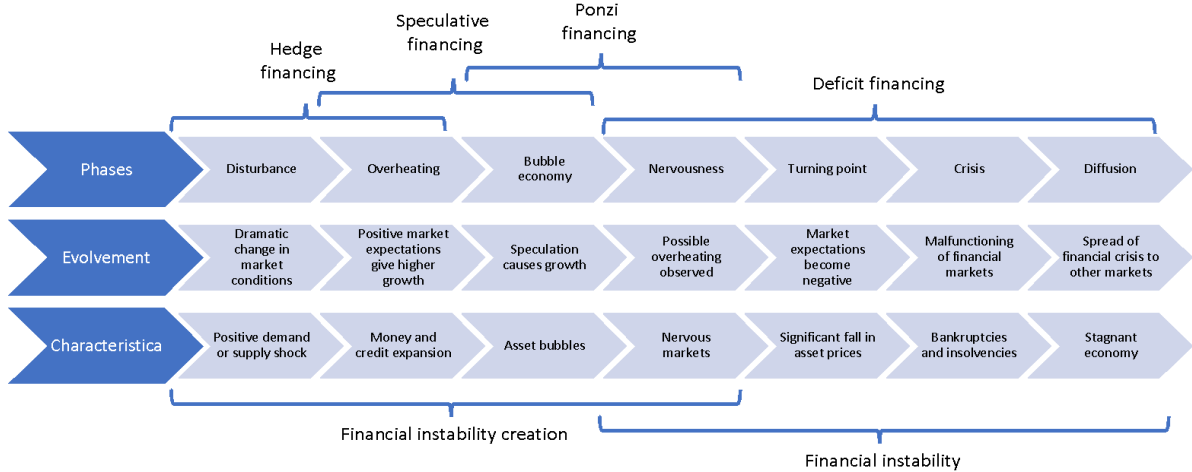 Ponzi
financing
Speculative
financing
Hedge
financing
Deficit financing
Phases
Disturbance
Overheating
Bubble
economy
Nervousness
Turning point
Crisis
Diffusion
Evolvement
Dramatic
change in
market
conditions
Positive market
expectations
give higher
growth
Speculation
causes growth
Possible
overheating
observed
Market
expectations
become
negative
Malfunctioning
of financial
markets
Spread of
financial crisis to
other markets
Characteristica
Positive demand
or supply shock
Money and
credit expansion
Asset bubbles
Nervous
markets
Significant fall in
asset prices
Bankruptcies
and insolvencies
Stagnant
economy
Financial instability creation
Financial instability